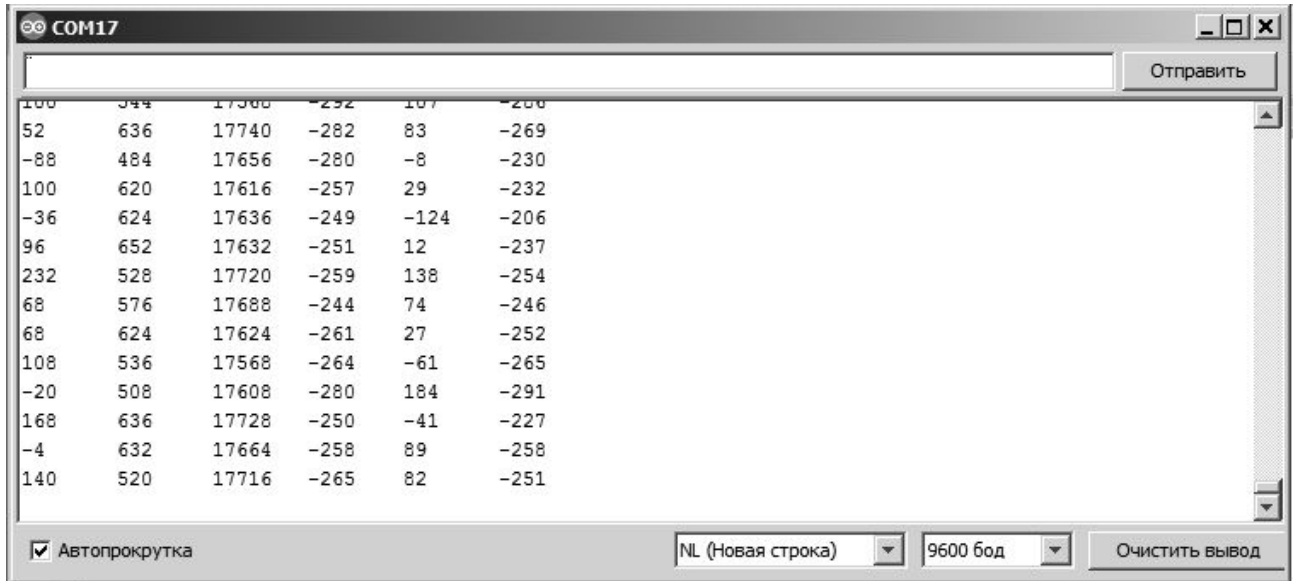 COM17
Отправить
52 636 17740 -282 83 -269
-88 484 17656 -280 -8 -230
100 620 17616 -257 29 -232
-36 624 17636 -249 -124 -206
96 652 17632 -251 12 -237
232 528 17720 -259 138 -254
68 576 17688 -244 74 -246
68 624 17624 -261 27 -252
108 536 17568 -264 -61 -265
-20 508 17608 -280 184 -291
168 636 17728 -250 -41 -227
-4 632 17664 -258 89 -258
140 520 17716 -265 82 -251
Автопрокрутка NL (Новая строка) 9600 бод Очистить вывод